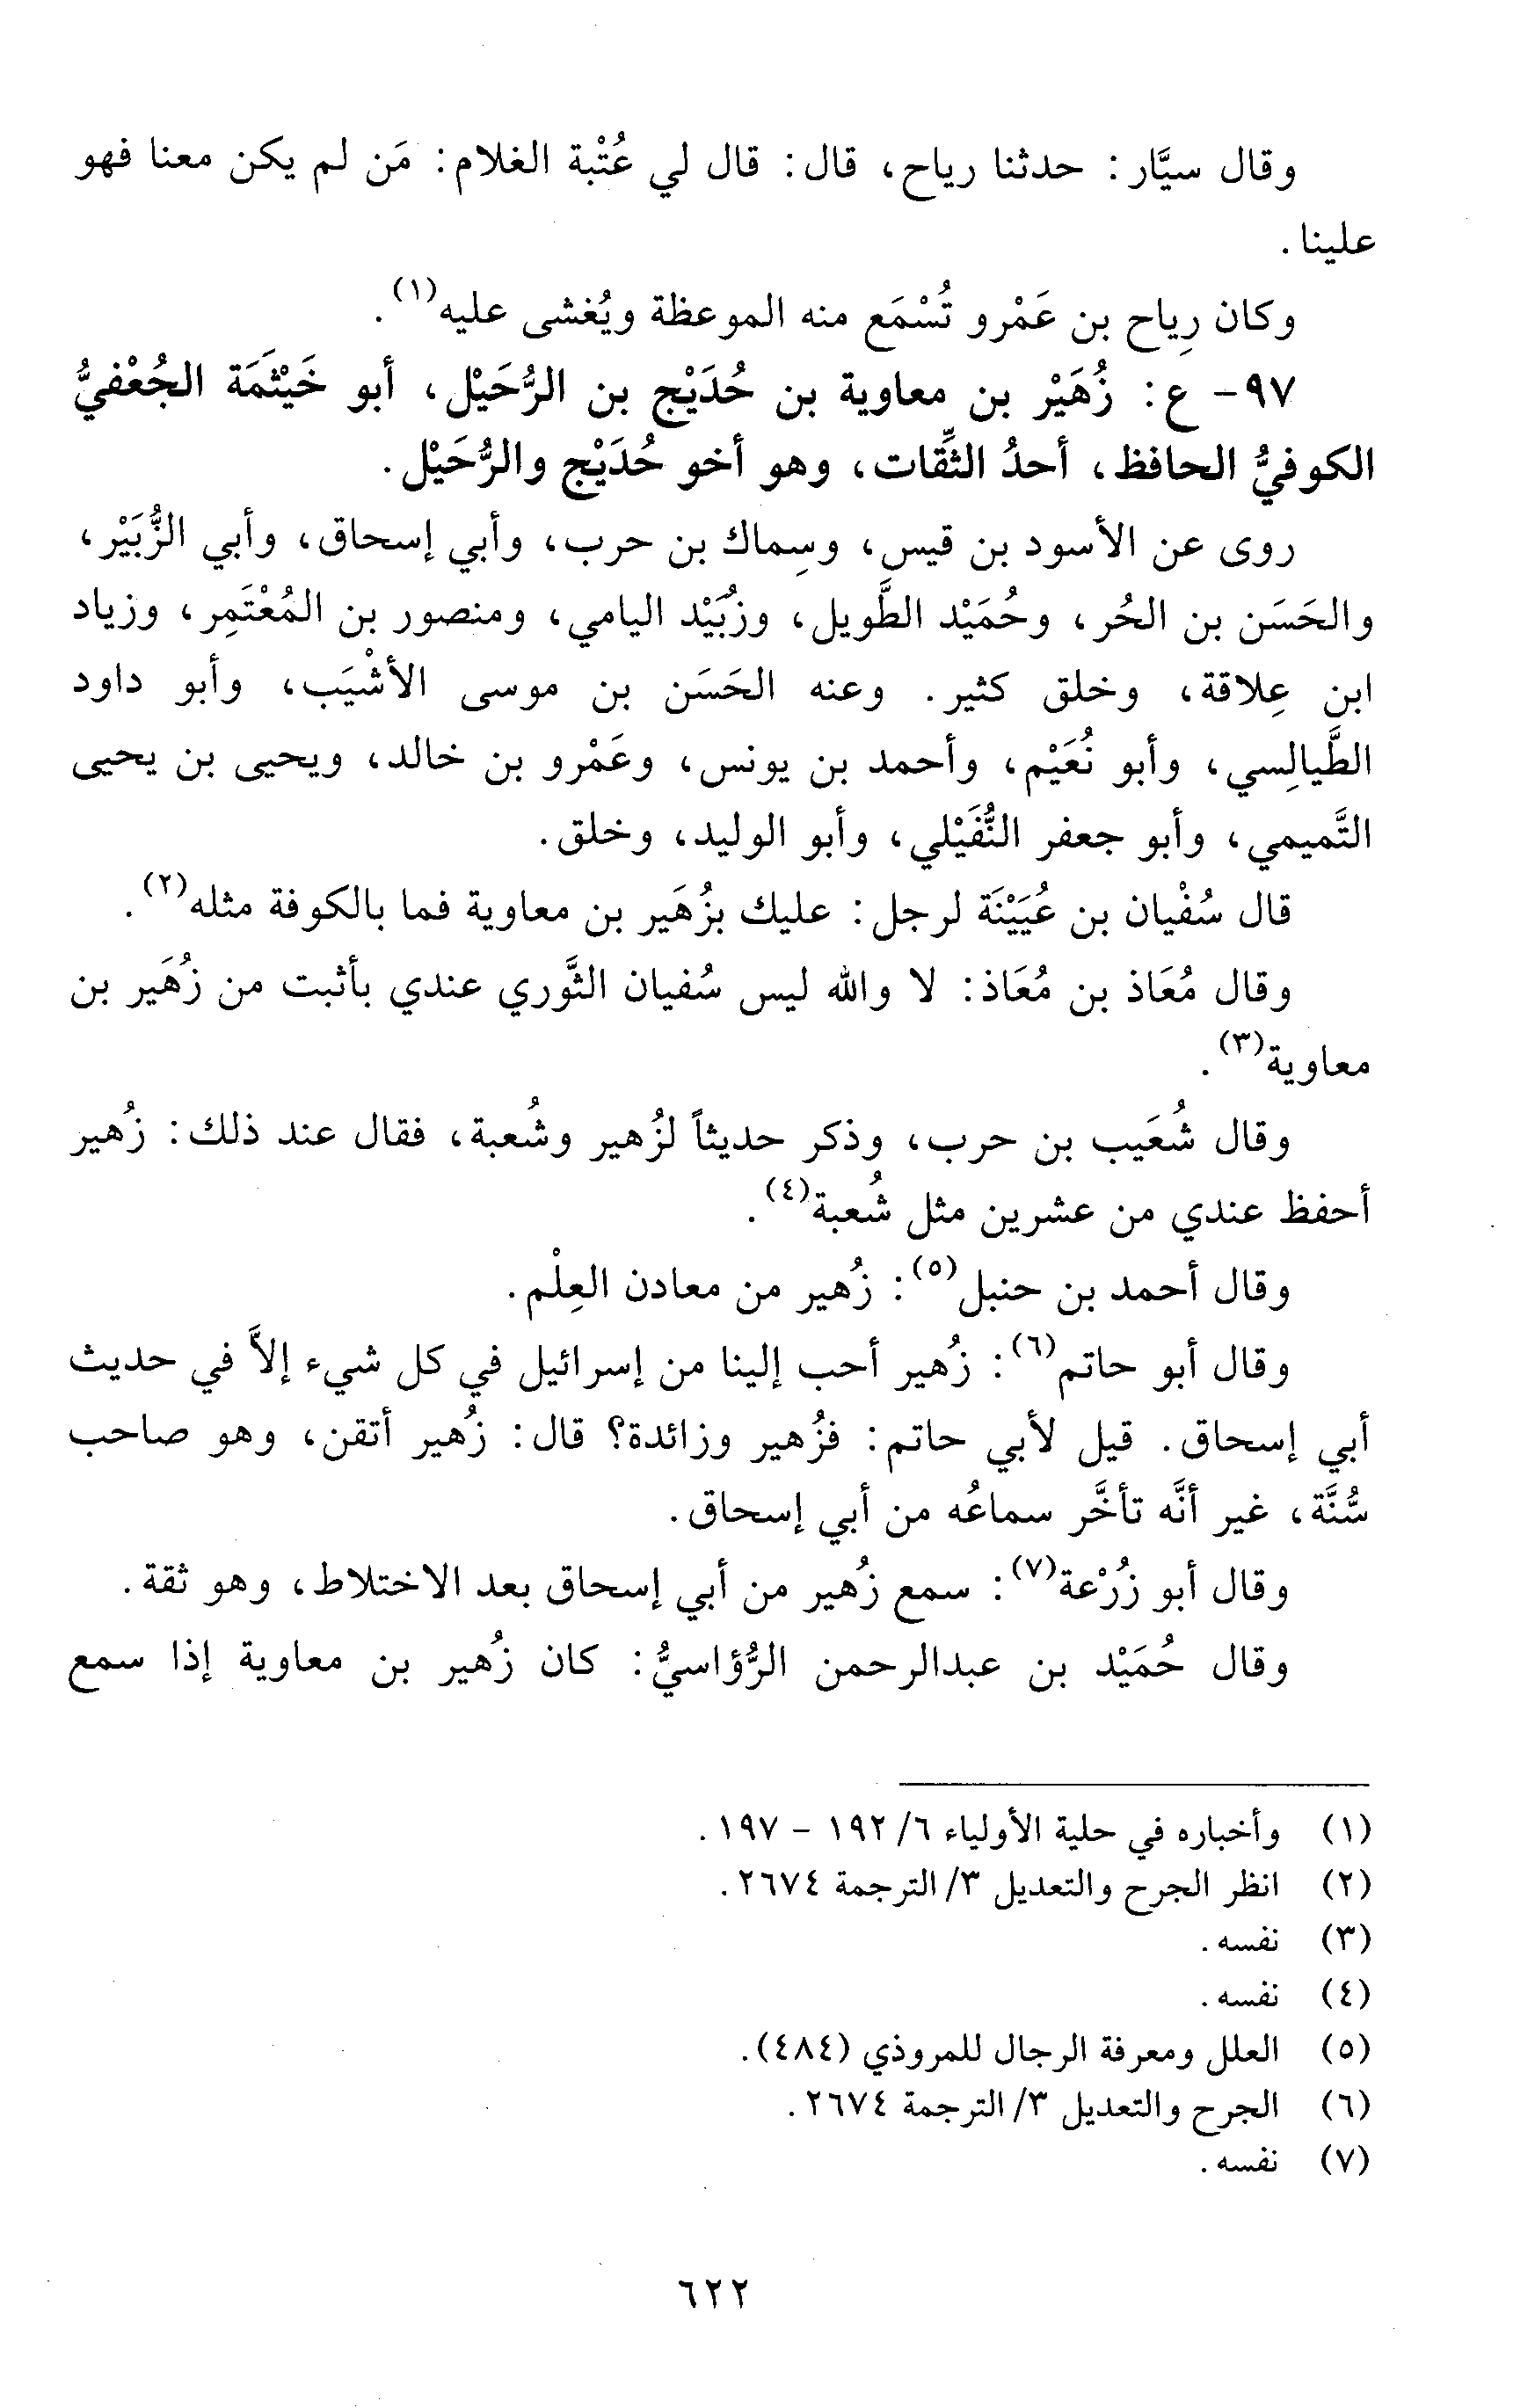 وقال سيَّار: حدثنا رياح، قال: قال لي عُتْبة الغلام: مَن لم يكن معنا فهو
علينا.
وكان رِياح بن عَمْرو تُسْمَع منه الموعظة ويُغشى عليه(١).
٩٧- ع: زُهَيْر بن معاوية بن حُدَيْج بن الرُّحَيْل، أبو خَيْثَمَة الجُعْفيُّ
الكوفيُّ الحافظ، أحدُ الثِّقات، وهو أخو حُدَيْج والرُّحَيْل.
روى عن الأسود بن قيس، وسِماك بن حرب، وأبي إسحاق، وأبي الزُّبَيْر،
والحَسَن بن الحُر، وحُمَيْد الطَّويل، وزُبَيْد اليامي، ومنصور بن المُعْتَمِر، وزياد
ابن عِلاقة، وخلق كثير. وعنه الحَسَن بن موسى الأشْيَب، وأبو داود
الطَّيالِسي، وأبو نُعَيْم، وأحمد بن يونس، وعَمْرو بن خالد، ويحيى بن يحيى
التَّميمي، وأبو جعفر النُّفَيْلي، وأبو الوليد، وخلق.
قال سُفْيان بن عُيَيْنَة لرجل: عليك بزُهَير بن معاوية فما بالكوفة مثله(٢).
وقال مُعَاذ بن مُعَاذ: لا والله ليس سُفيان الثَّوري عندي بأثبت من زُهَير بن
معاوية(٣).
وقال شُعَيب بن حرب، وذكر حديثاً لزُهير وشُعبة، فقال عند ذلك: زُهير
أحفظ عندي من عشرين مثل شُعبة(٤).
وقال أحمد بن حنبل(٥): زُهير من معادن العِلْم.
وقال أبو حاتم(٦): زُهير أحب إلينا من إسرائيل في كل شيء إلاَّ في حديث
أبي إسحاق. قيل لأبي حاتم: فزُهير وزائدة؟ قال: زُهير أتقن، وهو صاحب
سُّنَّة، غير أنَّه تأخَّر سماعُه من أبي إسحاق.
وقال أبو زُرْعة(٧): سمع زُهير من أبي إسحاق بعد الاختلاط، وهو ثقة.
وقال حُمَيْد بن عبدالرحمن الرُّؤاسيُّ: كان زُهير بن معاوية إذا سمع
(١) وأخباره في حلية الأولياء ٦/ ١٩٢ - ١٩٧.
(٢) انظر الجرح والتعديل ٣/ الترجمة ٢٦٧٤.
(٣) نفسه.
(٤) نفسه.
(٥) العلل ومعرفة الرجال للمروذي (٤٨٤).
(٦) الجرح والتعديل ٣/ الترجمة ٢٦٧٤.
(٧) نفسه.
٦٢٢